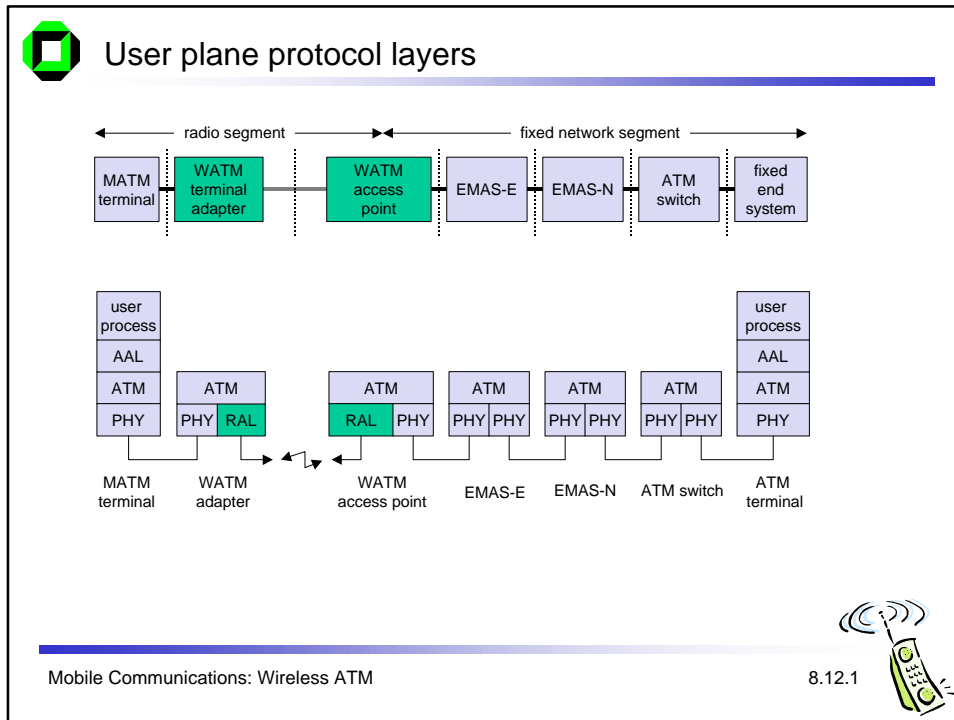 User plane protocol layers
radio segment
fixed network segment
MATM
terminal
WATM
terminal
adapter
WATM
access
point
EMAS-E
EMAS-N
ATM
switch
fixed
end
system
user
process
AAL
ATM
PHY
ATM
PHY RAL
ATM
RAL PHY
ATM
PHY PHY
ATM
PHY PHY
ATM
PHY PHY
user
process
AAL
ATM
PHY
MATM
terminal
WATM
adapter
WATM
access point
EMAS-E
EMAS-N
ATM switch
ATM
terminal
Mobile Communications: Wireless ATM
8.12.1